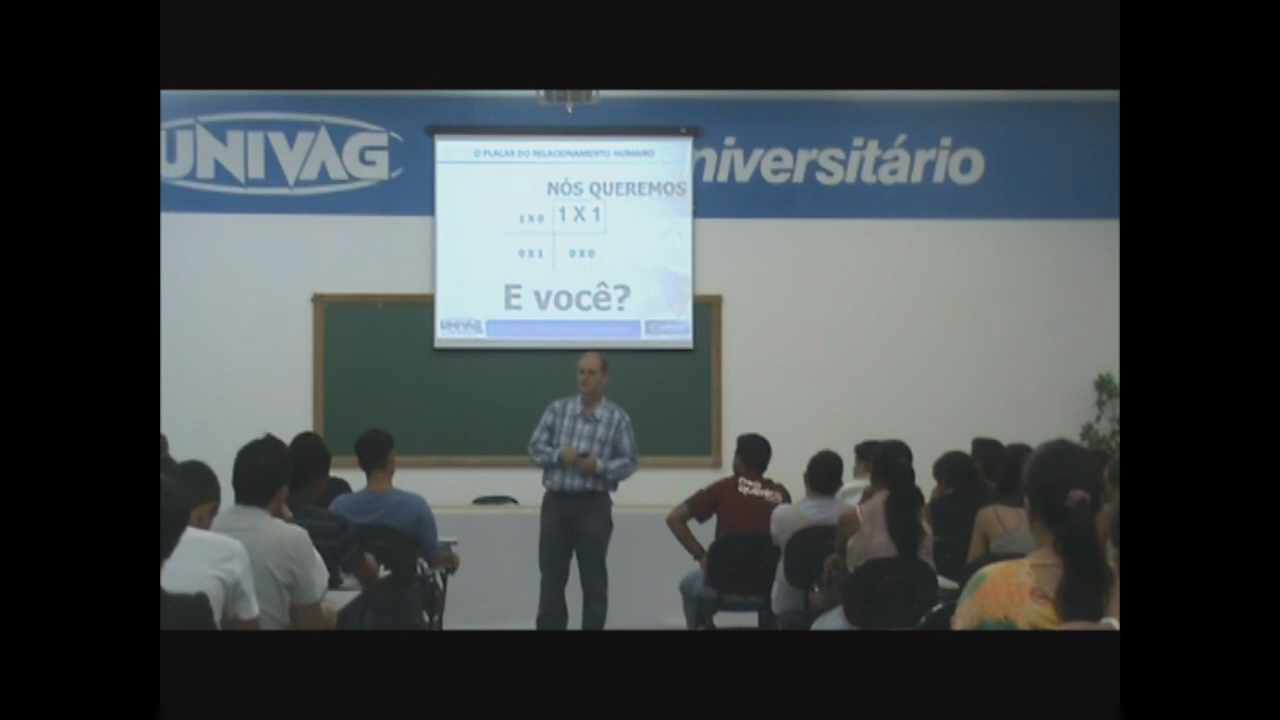 UNIVAG
niversitário
O PLACAR DO RELACIONAMENTO HUMANO
NÓS QUEREMOS
1 X 0 1 X 1
0 X 1 0 X 0
E você?
UNIVAG